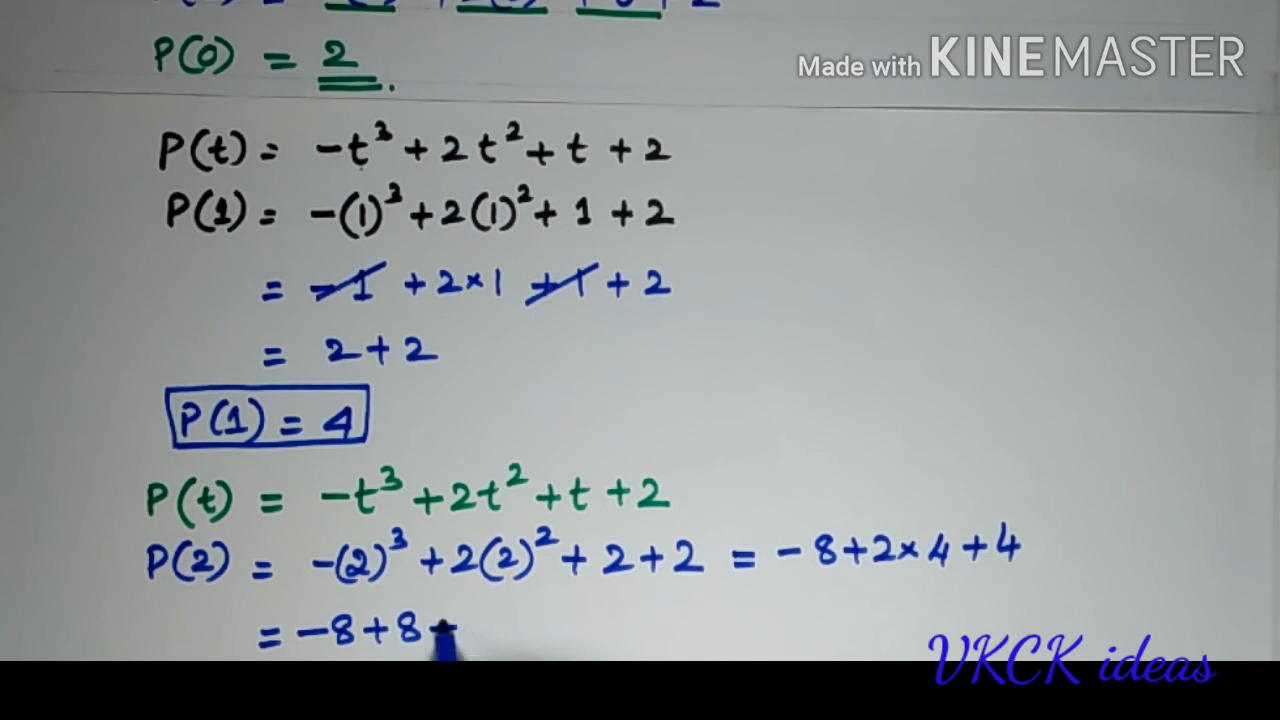 P(0) = 2.
Made with KINEMASTER
P(t) = -t³ + 2t² + t + 2
P(1) = -(1)³ + 2(1)² + 1 + 2
= -1 + 2×1 +1 + 2
= 2+2
P(1) = 4
P(t) = -t³ + 2t² + t + 2
P(2) = -(2)³ + 2(2)² + 2 + 2 = -8 + 2×4 + 4
= -8+8+
VKCK ideas